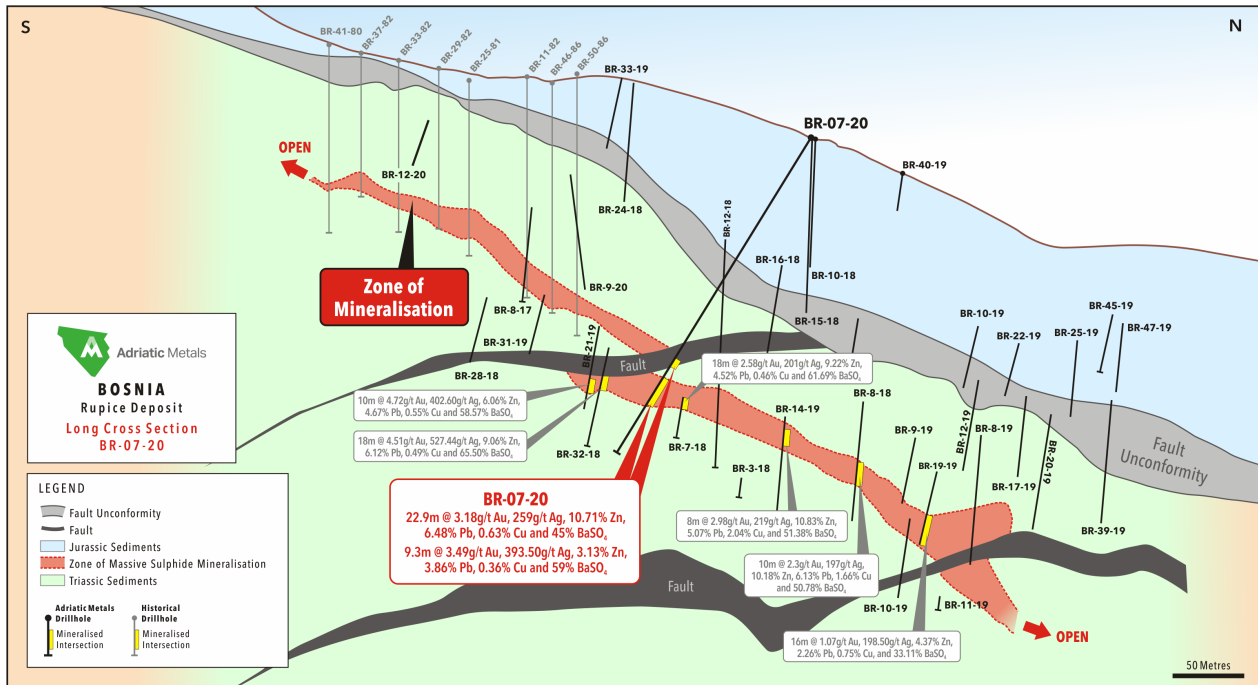 S
N
BR-41-80
BR-37-82
BR-33-82
BR-29-82
BR-25-81
BR-11-82
BR-46-86
BR-50-86
BR-33-19
BR-07-20
BR-40-19
OPEN
BR-12-20
BR-24-18
BR-12-18
BR-16-18
BR-10-18
Zone of
Mineralisation
BR-9-20
BR-8-17
BR-15-18
BR-31-19
BR-21-19
BR-28-18
Fault
BR-10-19
BR-22-19
BR-25-19
BR-45-19
BR-47-19
18m @ 2.58g/t Au, 201g/t Ag, 9.22% Zn,
4.52% Pb, 0.46% Cu and 61.69% BaSO₄
10m @ 4.72g/t Au, 402.60g/t Ag, 6.06% Zn,
4.67% Pb, 0.55% Cu and 58.57% BaSO₄
18m @ 4.51g/t Au, 527.44g/t Ag, 9.06% Zn,
6.12% Pb, 0.49% Cu and 65.50% BaSO₄
BR-32-18
BR-7-18
BR-3-18
BR-14-19
BR-8-18
BR-9-19
BR-19-19
BR-12-19
BR-8-19
BR-17-19
BR-20-19
BR-39-19
Fault
Unconformity
BR-07-20
22.9m @ 3.18g/t Au, 259g/t Ag, 10.71% Zn,
6.48% Pb, 0.63% Cu and 45% BaSO₄
9.3m @ 3.49g/t Au, 393.50g/t Ag, 3.13% Zn,
3.86% Pb, 0.36% Cu and 59% BaSO₄
8m @ 2.98g/t Au, 219g/t Ag, 10.83% Zn,
5.07% Pb, 2.04% Cu and 51.38% BaSO₄
10m @ 2.3g/t Au, 197g/t Ag,
10.18% Zn, 6.13% Pb, 1.66% Cu
and 50.78% BaSO₄
Fault
BR-10-19
BR-11-19
16m @ 1.07g/t Au, 198.50g/t Ag, 4.37% Zn,
2.26% Pb, 0.75% Cu, and 33.11% BaSO₄
OPEN
50 Metres
Adriatic Metals
BOSNIA
Rupice Deposit
Long Cross Section
BR-07-20
LEGEND
Fault Unconformity
Fault
Jurassic Sediments
Zone of Massive Sulphide Mineralisation
Triassic Sediments
Adriatic Metals
Drillhole
Mineralised
Intersection
Historical
Drillhole
Mineralised
Intersection